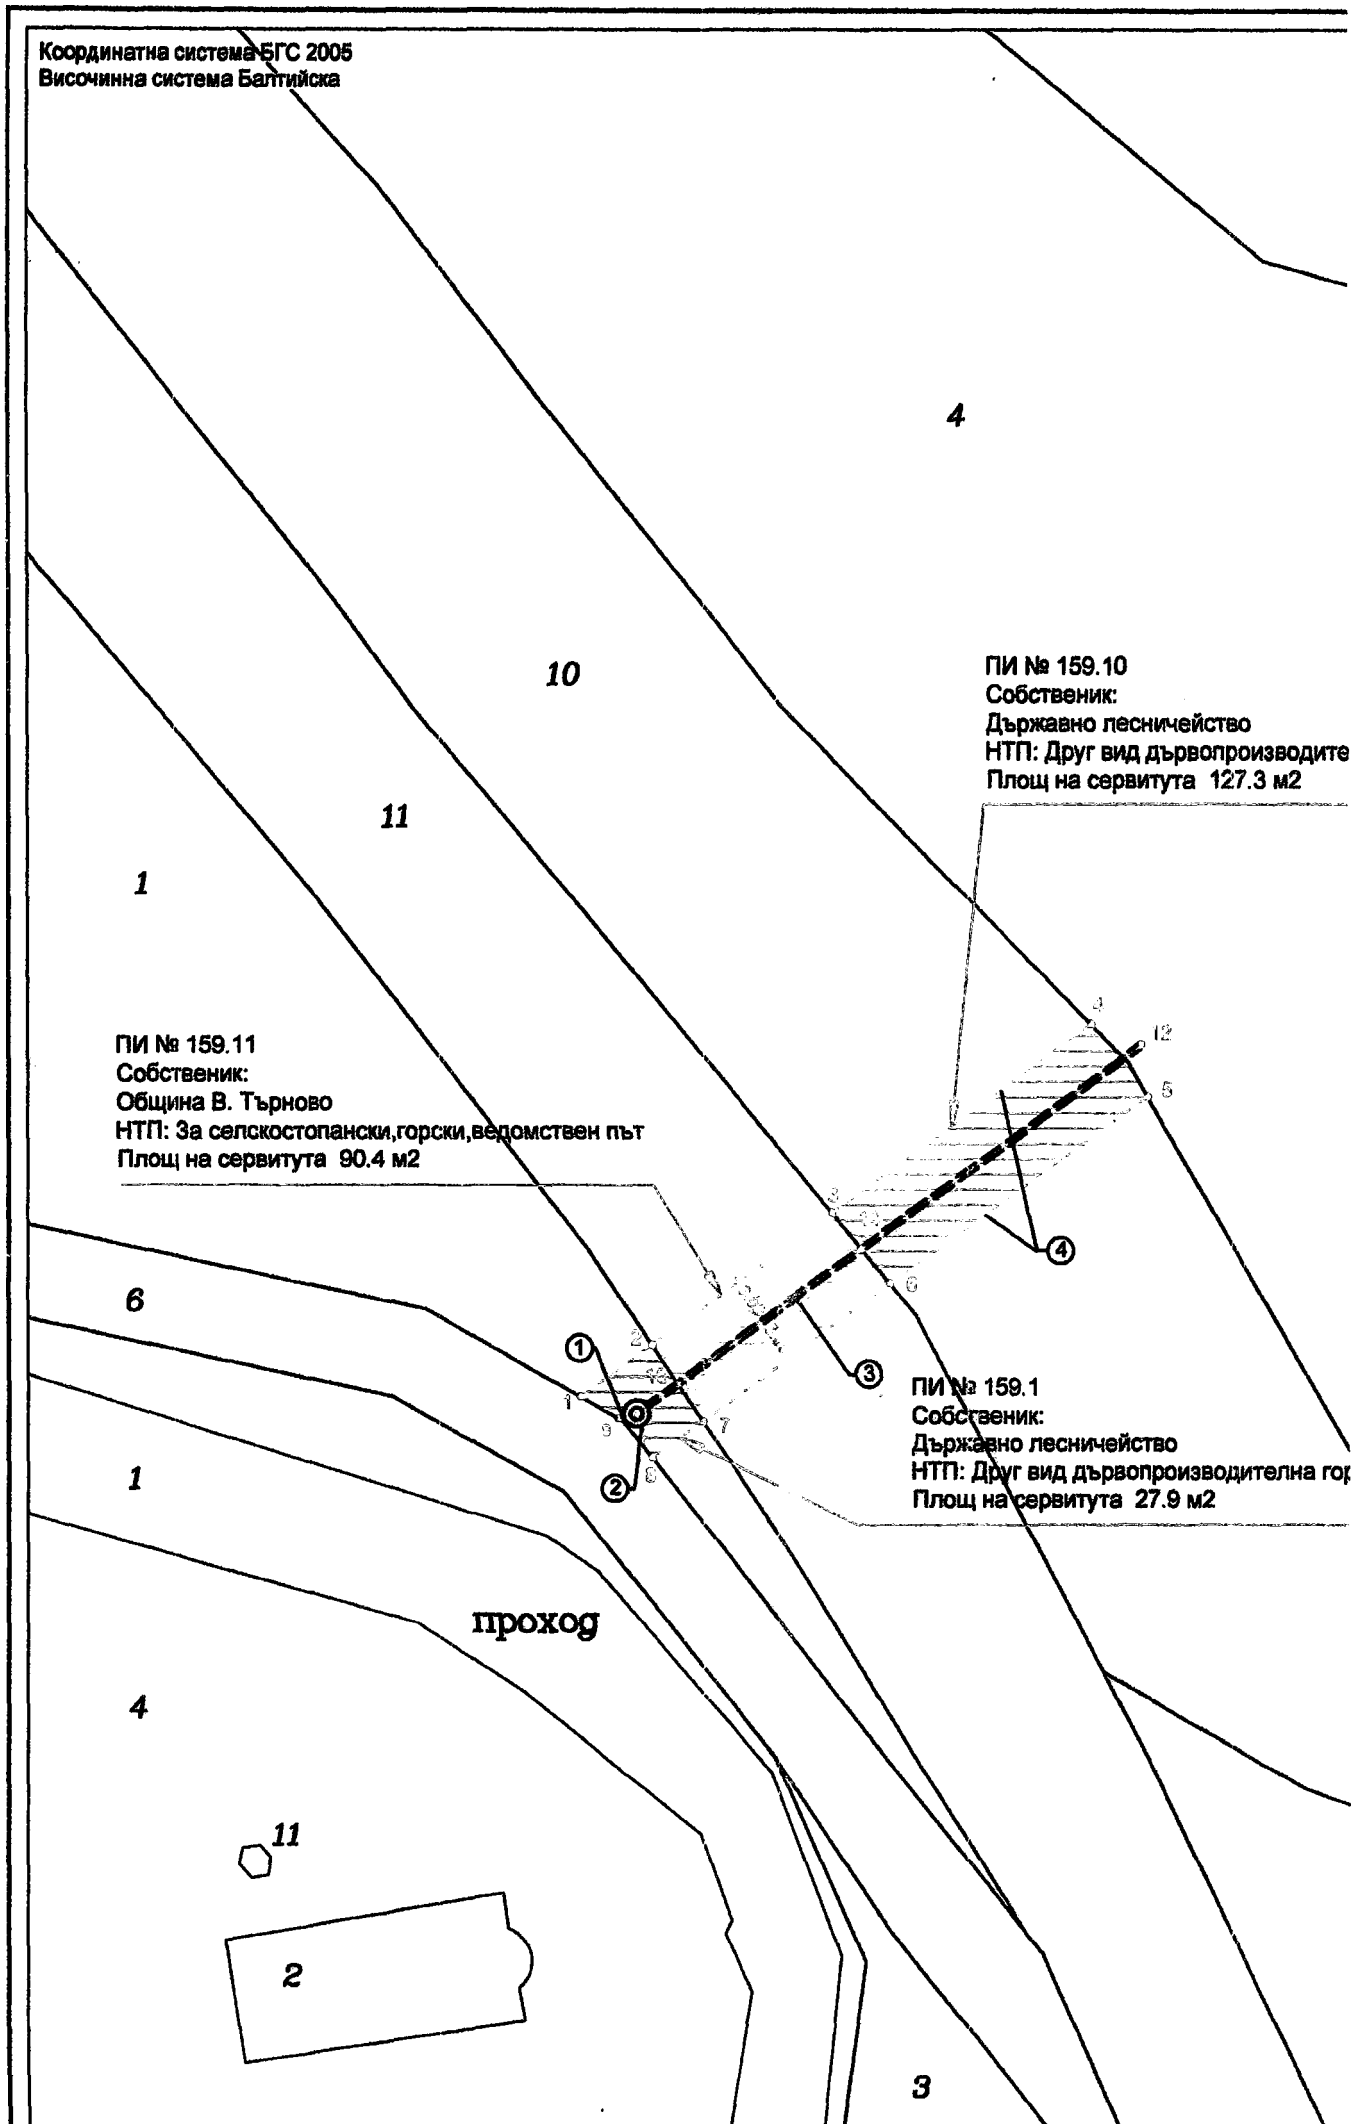 Координатна система БГС 2005
Височинна система Балтийска
4
10
ПИ № 159.10
Собственик:
Държавно лесничейство
НТП: Друг вид дървопроизводите
Площ на сервитута 127.3 м2
11
1
4
12
5
ПИ № 159.11
Собственик:
Община В. Търново
НТП: За селскостопански,горски,ведомствен път
Площ на сервитута 90.4 м2
3
4
6
6
2
1
3
1
9
7
8
2
ПИ № 159.1
Собственик:
Държавно лесничейство
НТП: Друг вид дървопроизводителна гор
Площ на сервитута 27.9 м2
1
проход
4
11
2
3